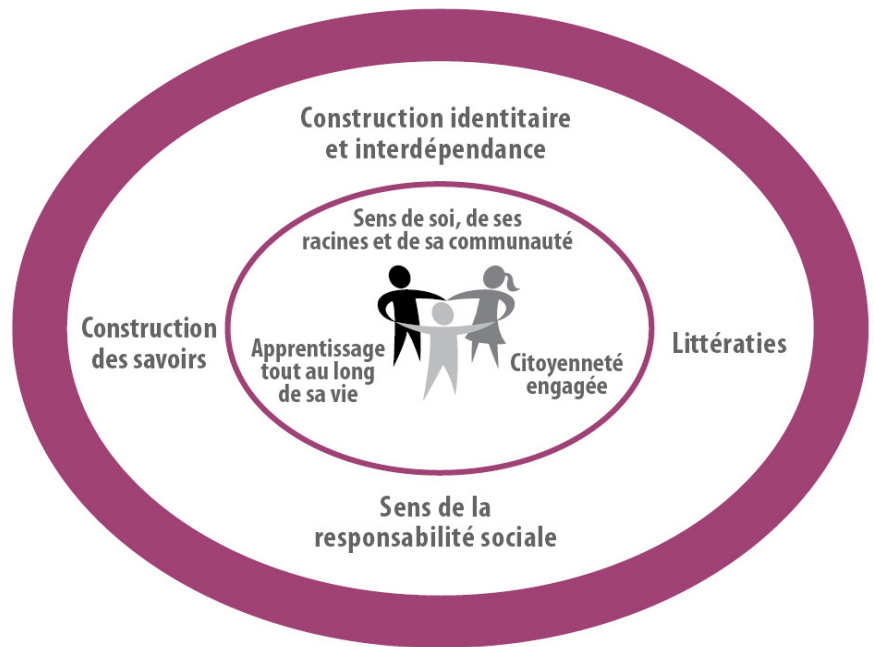 Construction identitaire
et interdépendance
Sens de soi, de ses
racines et de sa communauté
Construction
des savoirs
Apprentissage
tout au long
de sa vie
Citoyenneté
engagée
Littératies
Sens de la
responsabilité sociale